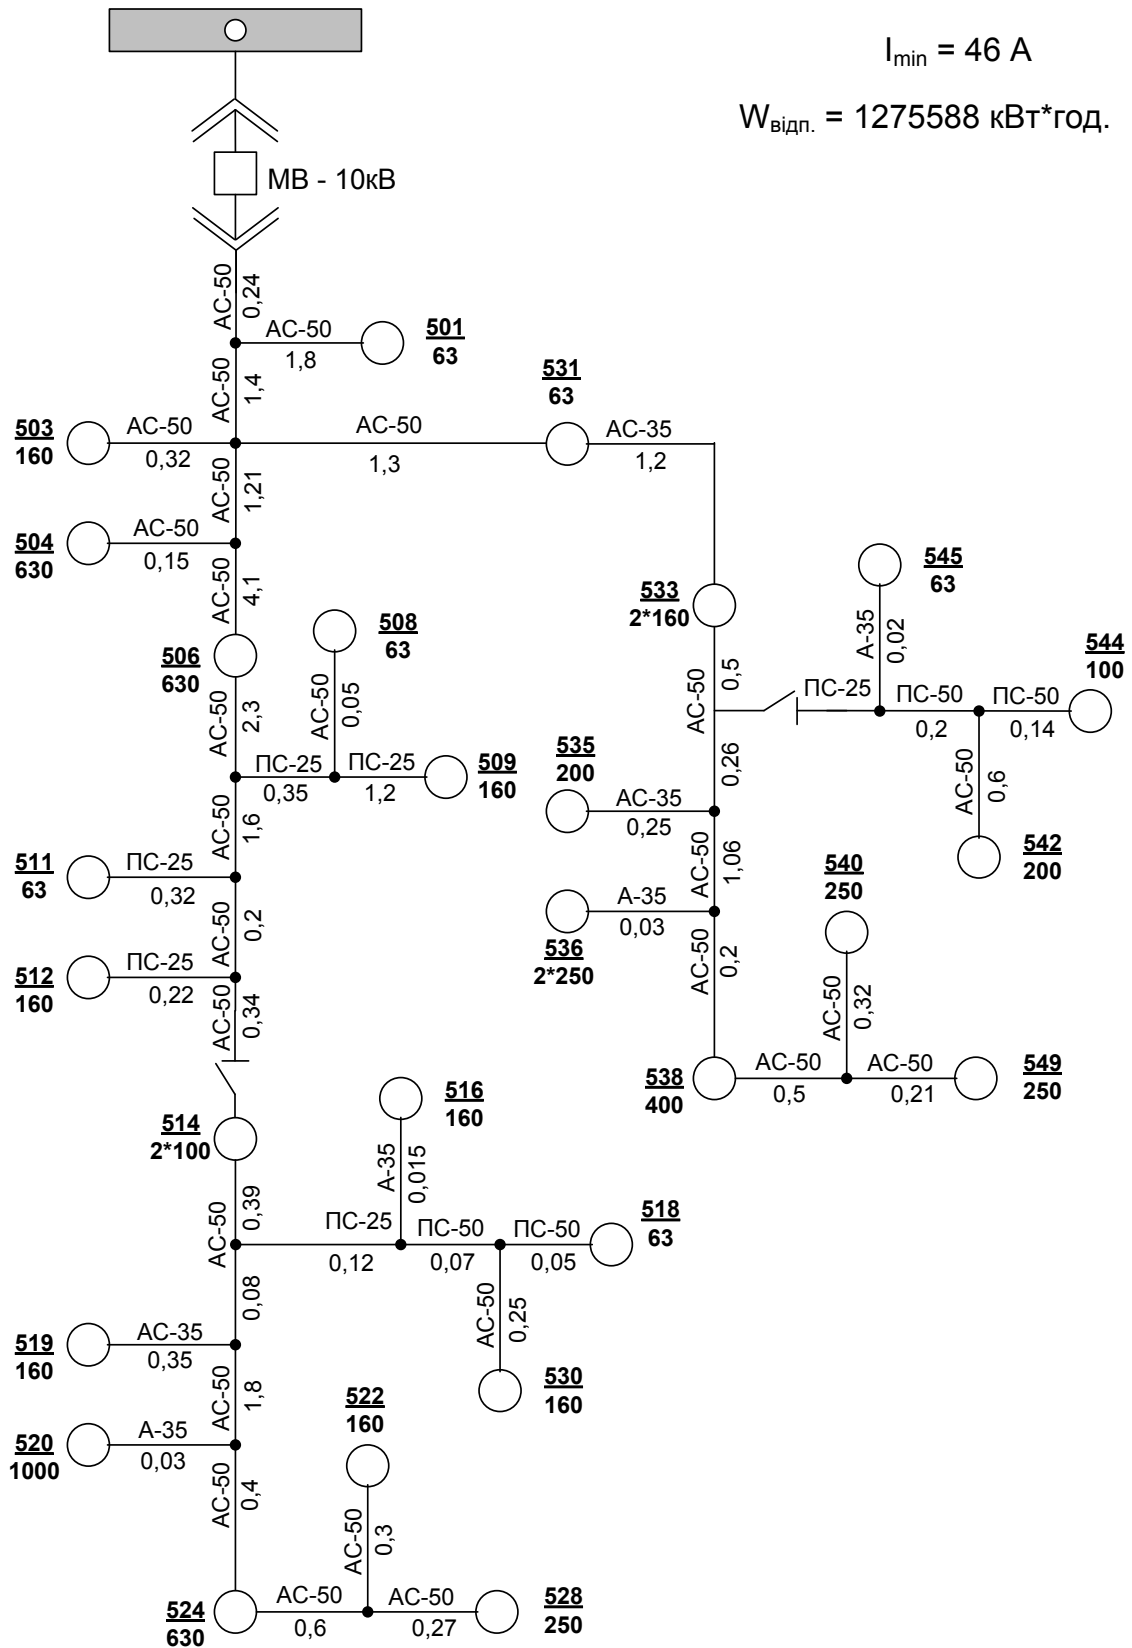 I min = 46 А
W відп. = 1275588 кВт*год.
МВ - 10кВ
АС-50
0,24
АС-50
1,8
501
63
АС-50
1,4
531
63
503
160
АС-50
0,32
АС-50
1,3
АС-35
1,2
АС-50
1,21
504
630
АС-50
0,15
АС-50
4,1
545
63
533
2*160
А-35
0,02
508
63
506
630
544
100
АС-50
0,5
ПС-25
ПС-50
0,2
ПС-50
0,14
АС-50
2,3
АС-50
0,05
535
200
АС-50
0,6
ПС-25
0,35
ПС-25
1,2
509
160
0,26
АС-35
0,25
АС-50
1,6
542
200
511
63
ПС-25
0,32
АС-50
1,06
540
250
АС-50
0,2
А-35
0,03
536
2*250
АС-50
0,2
512
160
ПС-25
0,22
АС-50
0,34
АС-50
0,32
538
400
АС-50
0,5
АС-50
0,21
549
250
516
160
514
2*100
А-35
0,015
АС-50
0,39
ПС-25
0,12
ПС-50
0,07
ПС-50
0,05
518
63
0,08
АС-50
0,25
519
160
АС-35
0,35
530
160
АС-50
1,8
522
160
520
1000
А-35
0,03
АС-50
0,4
АС-50
0,3
524
630
АС-50
0,6
АС-50
0,27
528
250